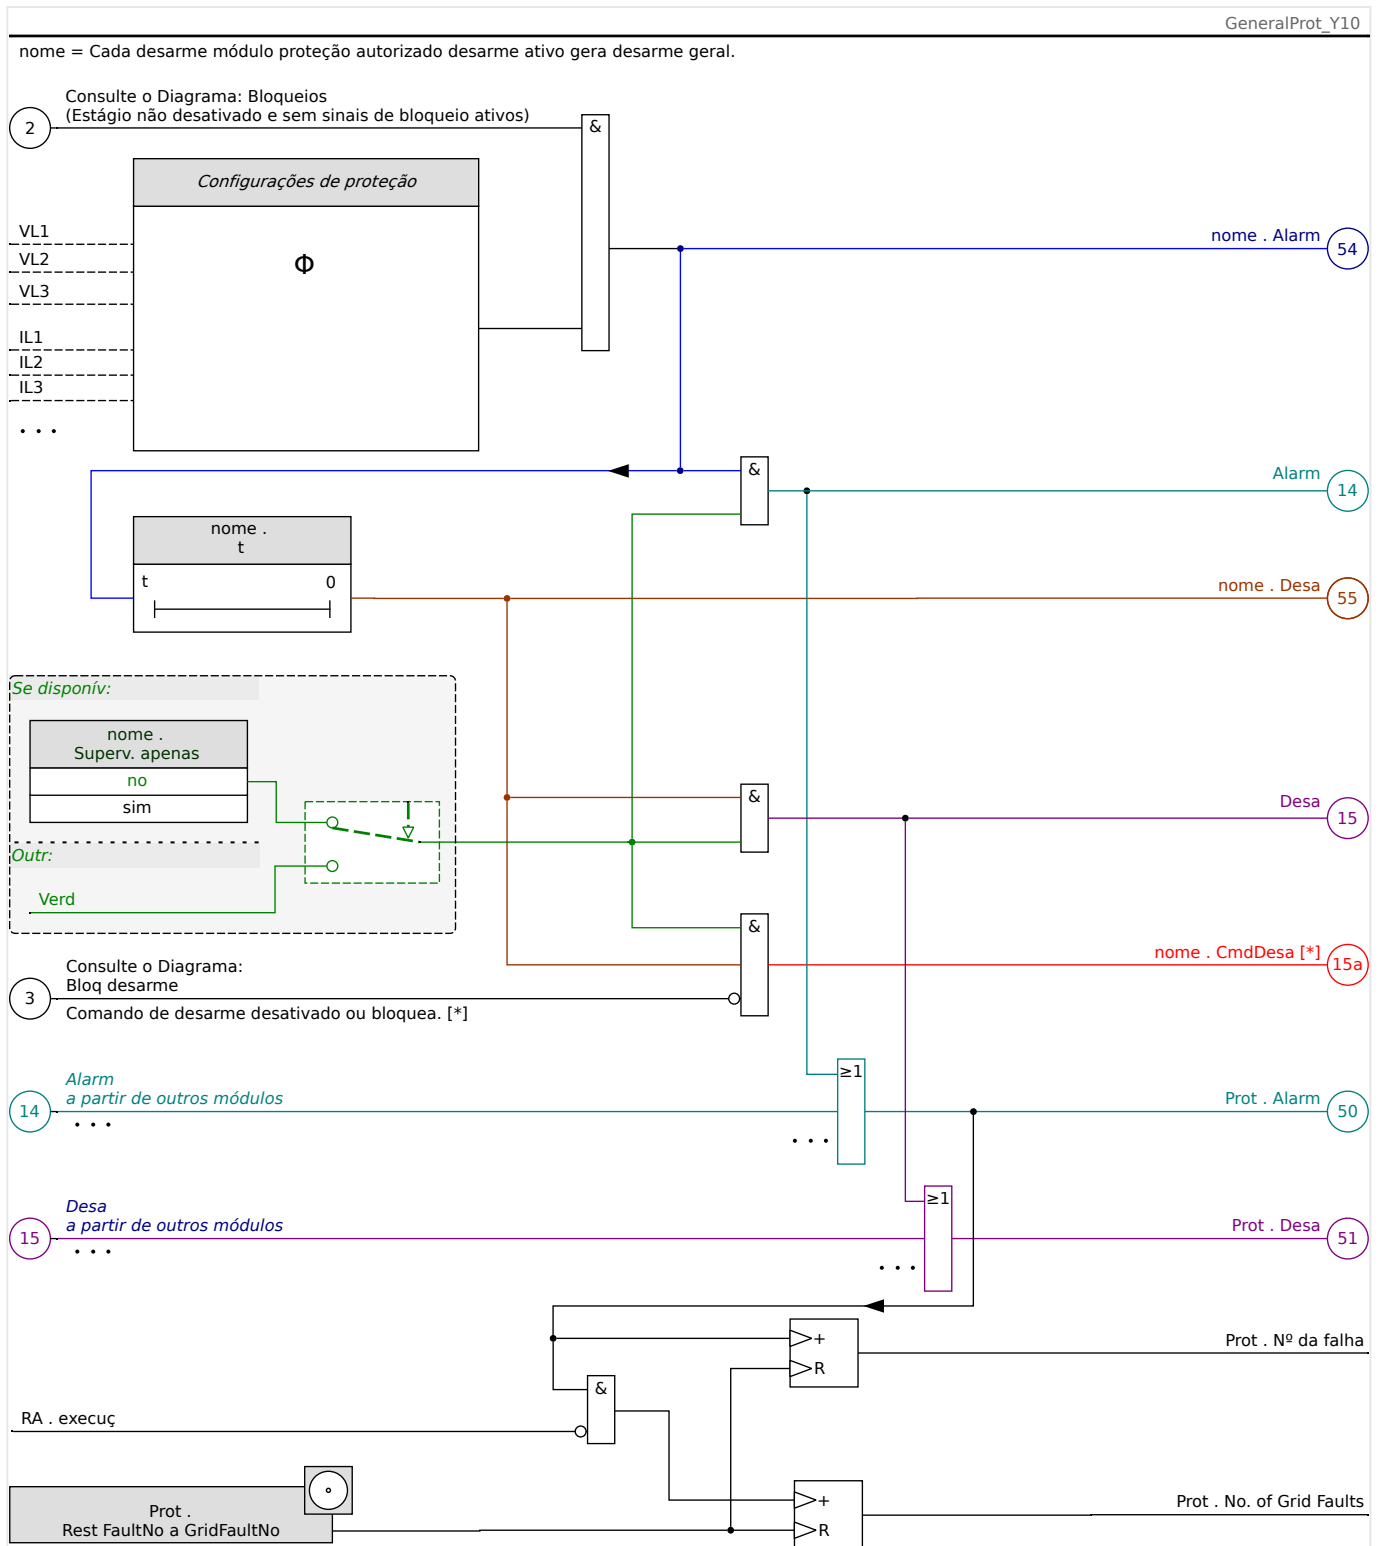 GeneralProt_Y10
nome = Cada desarme módulo proteção autorizado desarme ativo gera desarme geral.
Consulte o Diagrama: Bloqueios
(Estágio não desativado e sem sinais de bloqueio ativos)
2
&
Configurações de proteção
VL1
nome . Alarm
54
VL2
Φ
VL3
IL1
IL2
IL3
. . .
&
Alarm
14
nome .
t
t
0
nome . Desa
55
Se disponív:
nome .
Superv. apenas
no
sim
&
Desa
15
Outr:
Verd
&
nome . CmdDesa [*]
15a
Consulte o Diagrama:
Bloq desarme
3
Comando de desarme desativado ou bloquea. [*]
≥1
Alarm
a partir de outros módulos
14
. . .
. . .
Prot . Alarm
50
≥1
Desa
a partir de outros módulos
15
. . .
. . .
Prot . Desa
51
+
R
Prot . Nº da falha
&
RA . execuç
+
R
Prot . No. of Grid Faults
Prot .
Rest FaultNo a GridFaultNo